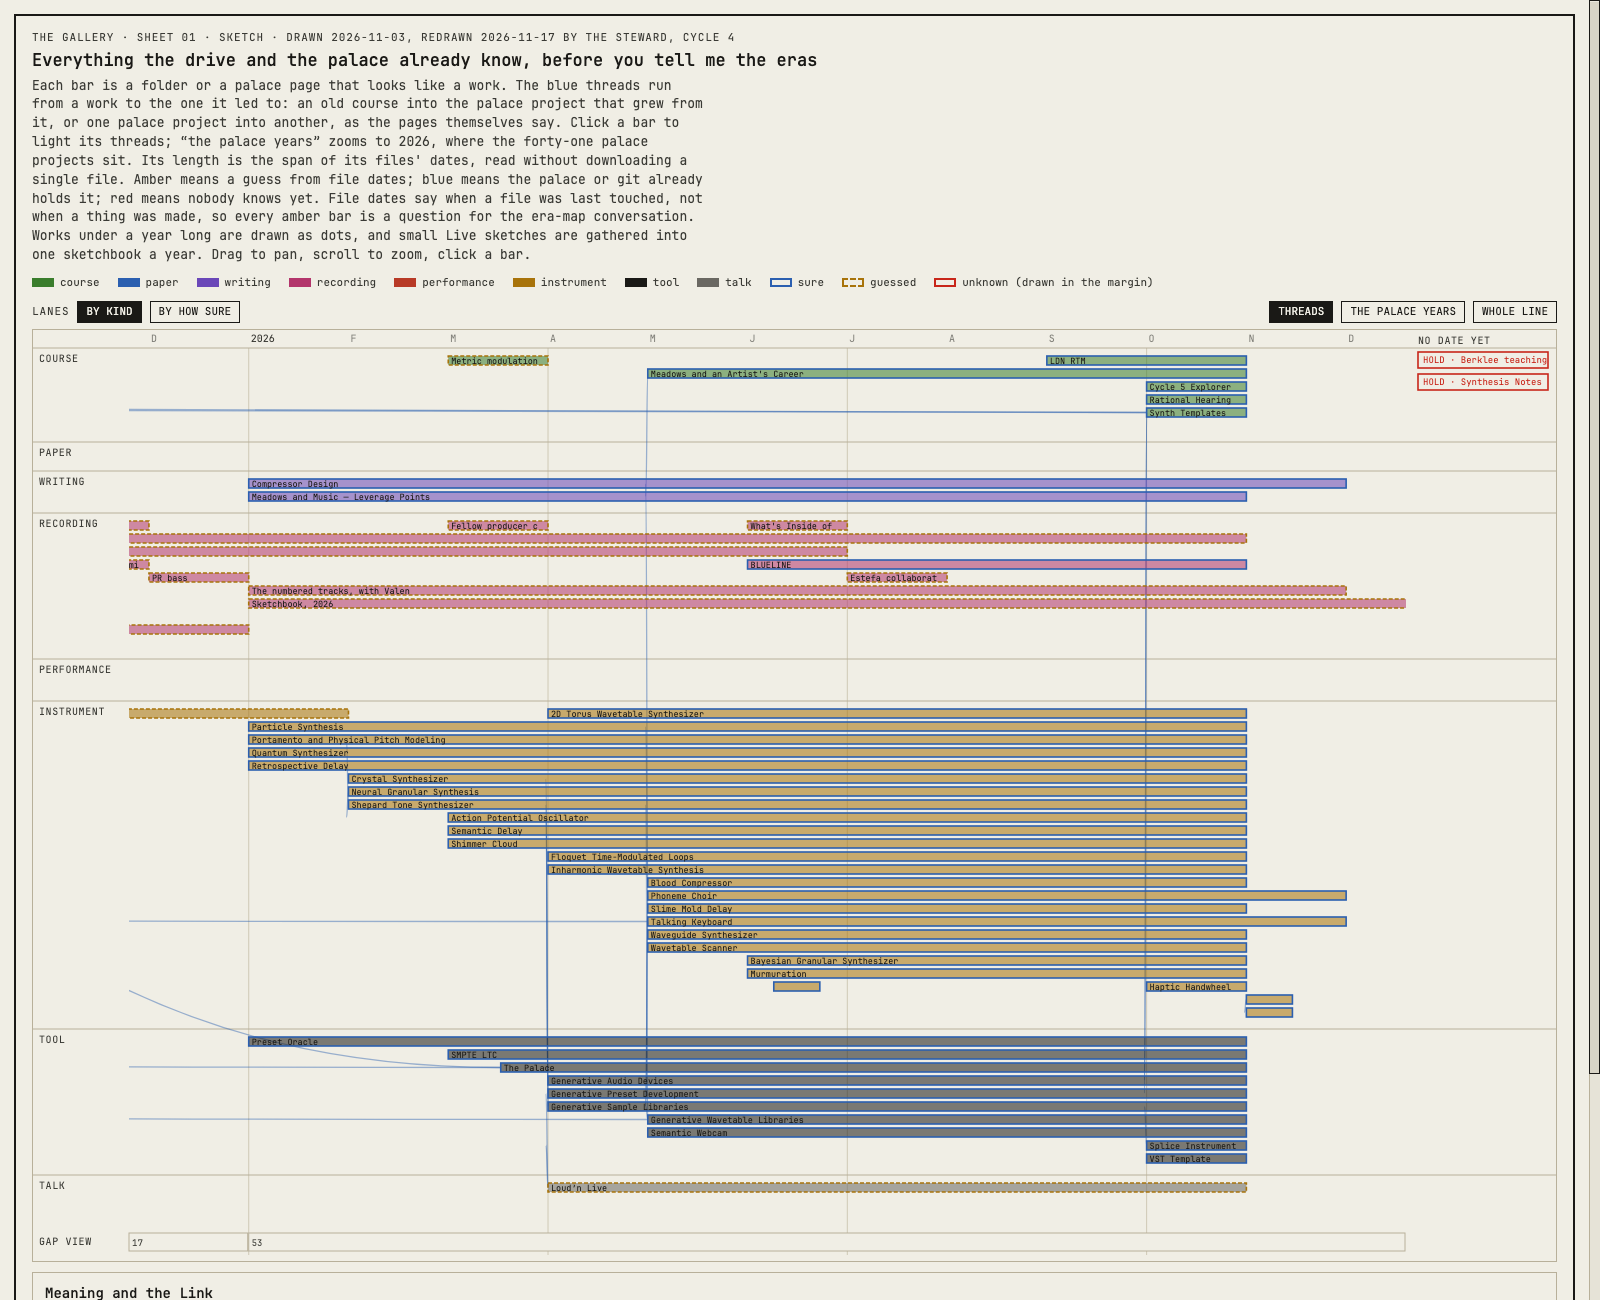 THE GALLERY · SHEET 01 · SKETCH · DRAWN 2026-11-03, REDRAWN 2026-11-17 BY THE STEWARD, CYCLE 4
Everything the drive and the palace already know, before you tell me the eras
Each bar is a folder or a palace page that looks like a work. The blue threads run
from a work to the one it led to: an old course into the palace project that grew from
it, or one palace project into another, as the pages themselves say. Click a bar to
light its threads; “the palace years” zooms to 2026, where the forty-one palace
projects sit. Its length is the span of its files' dates, read without downloading a
single file. Amber means a guess from file dates; blue means the palace or git already
holds it; red means nobody knows yet. File dates say when a file was last touched, not
when a thing was made, so every amber bar is a question for the era-map conversation.
Works under a year long are drawn as dots, and small Live sketches are gathered into
one sketchbook a year. Drag to pan, scroll to zoom, click a bar.
course paper writing recording performance instrument tool talk sure guessed unknown (drawn in the margin)
LANES BY KIND BY HOW SURE THREADS THE PALACE YEARS WHOLE LINE
D 2026 F M A M J J A S O N D NO DATE YET
COURSE Metric modulation LDN RTM HOLD · Berklee teaching
Meadows and an Artist's Career
HOLD · Synthesis Notes
Cycle 5 Explorer
Rational Hearing
Synth Templates
PAPER
WRITING Compressor Design
Meadows and Music — Leverage Points
RECORDING Fellow producer c What's Inside of
mi BLUELINE
PR bass Estefa collaborat
The numbered tracks, with Valen
Sketchbook, 2026
PERFORMANCE
INSTRUMENT 2D Torus Wavetable Synthesizer
Particle Synthesis
Portamento and Physical Pitch Modeling
Quantum Synthesizer
Retrospective Delay
Crystal Synthesizer
Neural Granular Synthesis
Shepard Tone Synthesizer
Action Potential Oscillator
Semantic Delay
Shimmer Cloud
Floquet Time-Modulated Loops
Inharmonic Wavetable Synthesis
Blood Compressor
Phoneme Choir
Slime Mold Delay
Talking Keyboard
Waveguide Synthesizer
Wavetable Scanner
Bayesian Granular Synthesizer
Murmuration
Haptic Handwheel
TOOL Preset Oracle
SMPTE LTC
The Palace
Generative Audio Devices
Generative Preset Development
Generative Sample Libraries
Generative Wavetable Libraries
Semantic Webcam
Splice Instrument
VST Template
TALK Loud'n Live
GAP VIEW 17 53
Meaning and the Link